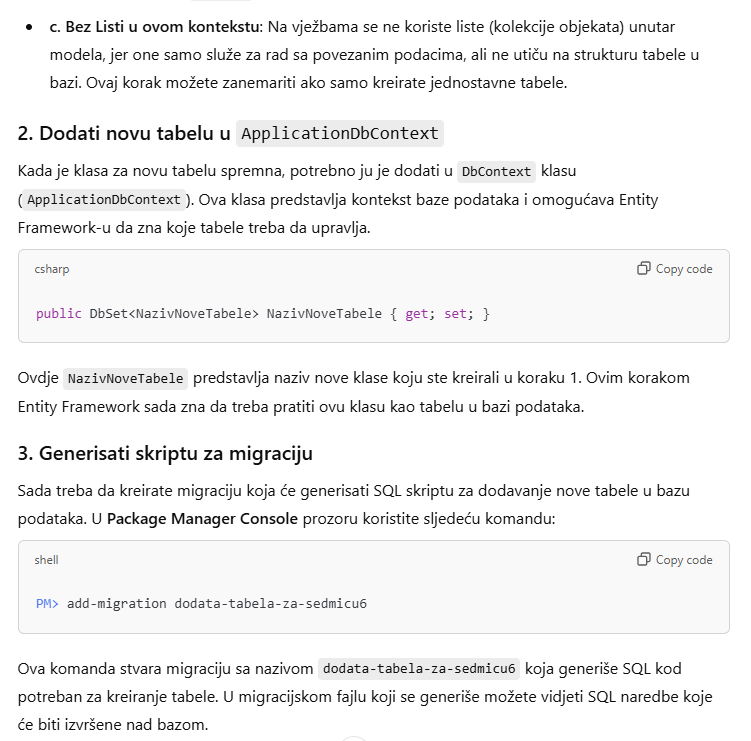 c. Bez Listi u ovom kontekstu: Na vježbama se ne koriste liste (kolekcije objekata) unutar
modela, jer one samo služe za rad sa povezanim podacima, ali ne utiču na strukturu tabele u
bazi. Ovaj korak možete zanemariti ako samo kreirate jednostavne tabele.
2. Dodati novu tabelu u ApplicationDbContext
Kada je klasa za novu tabelu spremna, potrebno ju je dodati u DbContext klasu
(ApplicationDbContext). Ova klasa predstavlja kontekst baze podataka i omogućava Entity
Framework-u da zna koje tabele treba da upravlja.
csharp
Copy code
public DbSet<NazivNoveTabele> NazivNoveTabele { get; set; }
Ovdje NazivNoveTabele predstavlja naziv nove klase koju ste kreirali u koraku 1. Ovim korakom
Entity Framework sada zna da treba pratiti ovu klasu kao tabelu u bazi podataka.
3. Generisati skriptu za migraciju
Sada treba da kreirate migraciju koja će generisati SQL skriptu za dodavanje nove tabele u bazu
podataka. U Package Manager Console prozoru koristite sljedeću komandu:
shell
Copy code
PM> add-migration dodata-tabela-za-sedmicu6
Ova komanda stvara migraciju sa nazivom dodata-tabela-za-sedmicu6 koja generiše SQL kod
potreban za kreiranje tabele. U migracijskom fajlu koji se generiše možete vidjeti SQL naredbe koje
će biti izvršene nad bazom.